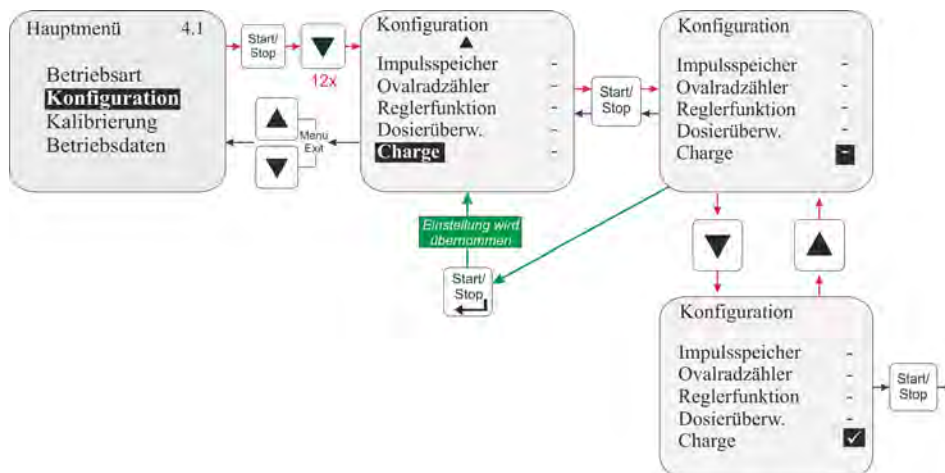 Hauptmenü 4.1
Betriebsart
Konfiguration
Kalibrierung
Betriebsdaten
Start/
Stop
12x
Menu
Exit
Konfiguration
Impulsspeicher -
Ovalradzähler -
Reglerfunktion -
Dosierüberw. -
Charge -
Start/
Stop
Konfiguration
Impulsspeicher -
Ovalradzähler -
Reglerfunktion -
Dosierüberw. -
Charge -
Einstellung wird
übernommen
Start/
Stop
Konfiguration
Impulsspeicher -
Ovalradzähler -
Reglerfunktion -
Dosierüberw. -
Charge ✓
Start/
Stop